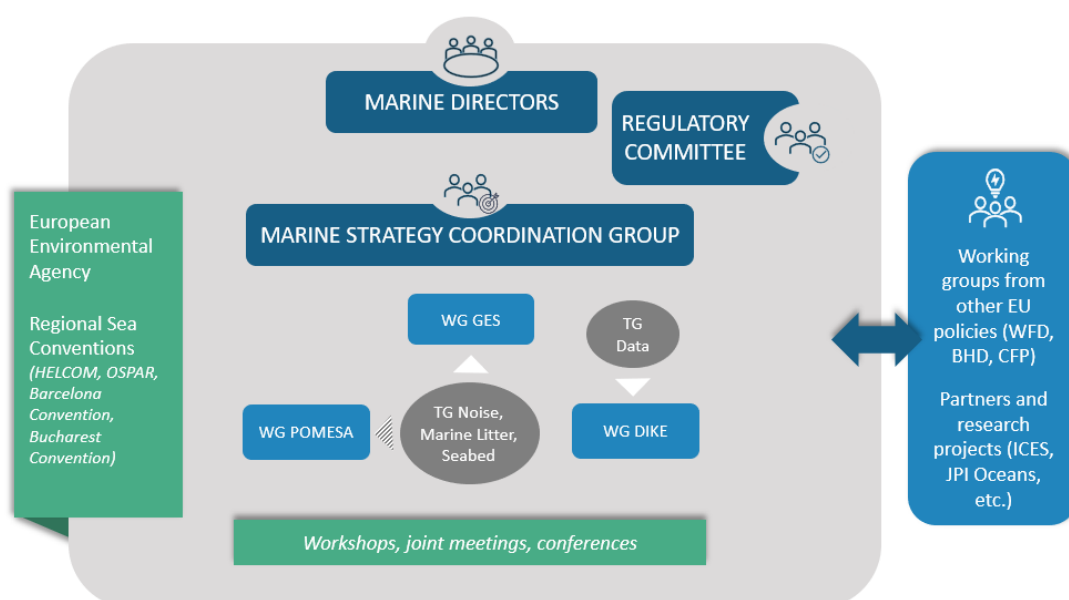 MARINE DIRECTORS
REGULATORY
COMMITTEE
MARINE STRATEGY COORDINATION GROUP
European
Environmental
Agency
Regional Sea
Conventions
(HELCOM, OSPAR,
Barcelona
Convention,
Bucharest
Convention)
WG GES
TG
Data
WG POMESA
TG Noise,
Marine Litter,
Seabed
WG DIKE
Workshops, joint meetings, conferences
Working
groups from
other EU
policies (WFD,
BHD, CFP)
Partners and
research
projects (ICES,
JPI Oceans,
etc.)